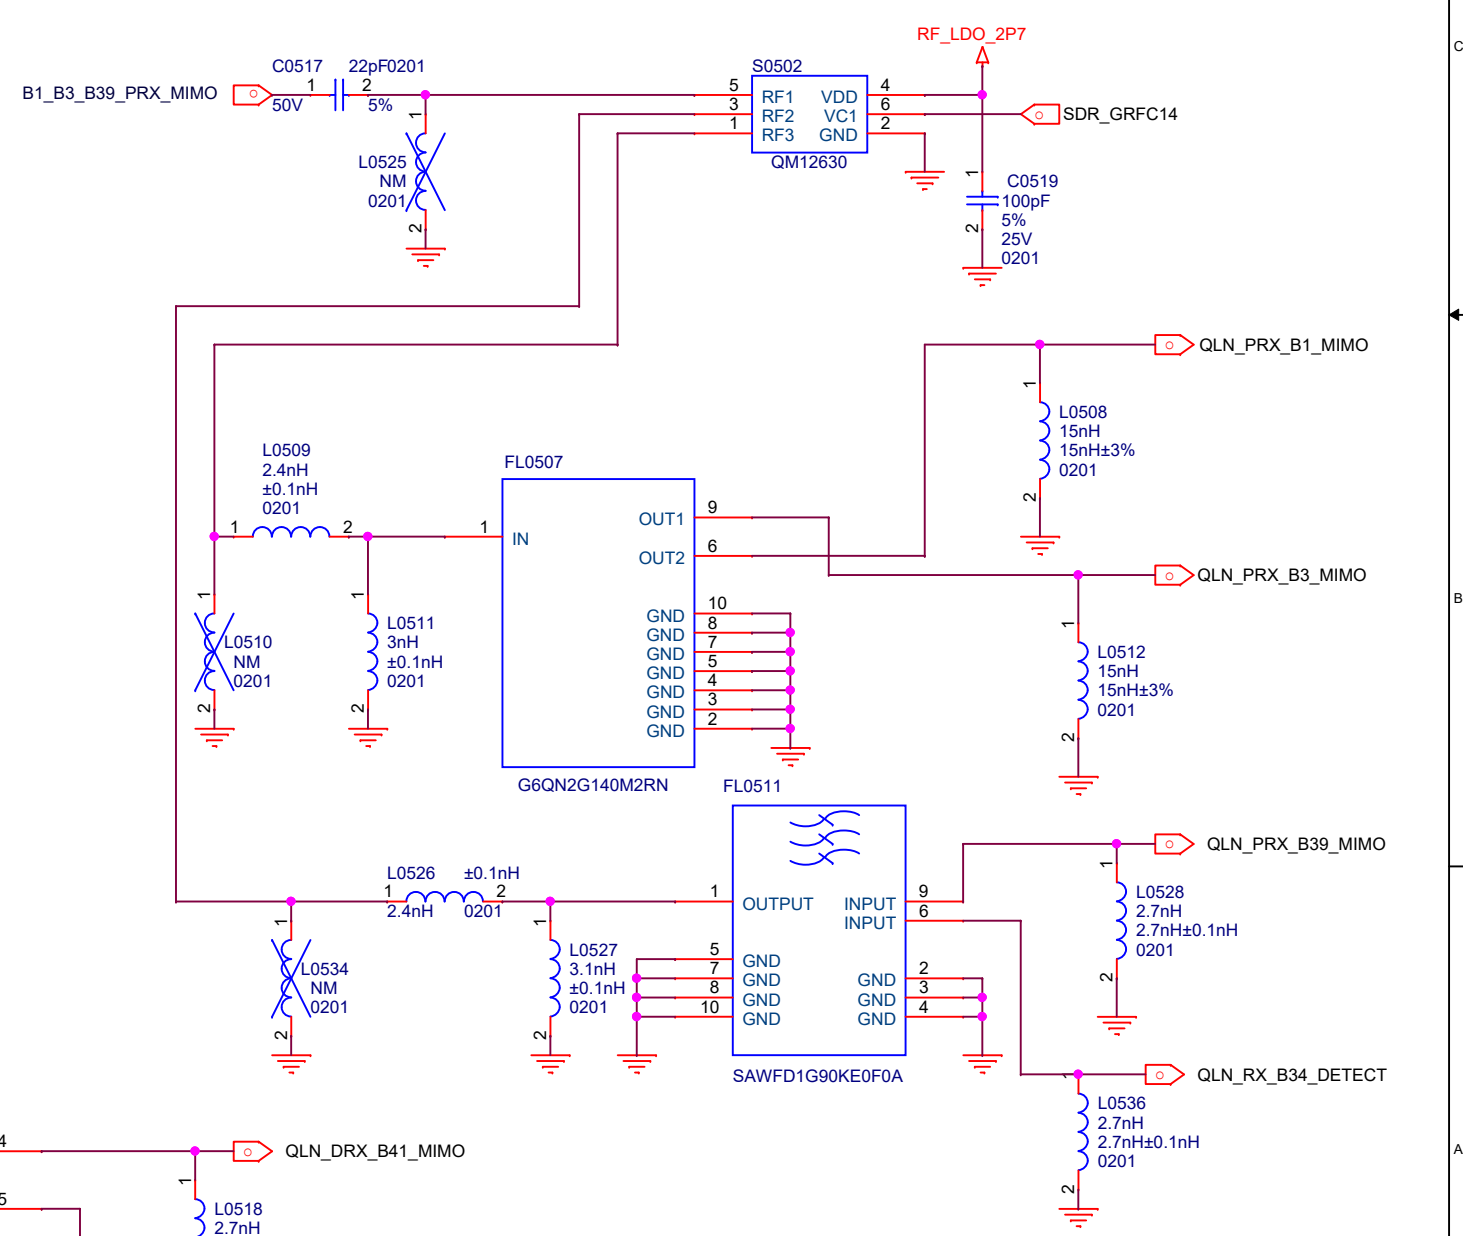 RF_LDO_2P7
C
C0517 22pF0201
S0502
B1_B3_B39_PRX_MIMO
1 2
50V 5%
5 RF1 VDD 4
3 RF2 VC1 6
1 RF3 GND 2
SDR_GRFC14
QM12630
1
L0525
NM
0201
2
1
C0519
100pF
5%
25V
0201
2
QLN_PRX_B1_MIMO
1
L0508
15nH
15nH±3%
0201
2
L0509
2.4nH
±0.1nH
0201
1 2
FL0507
1 IN
OUT1 9
OUT2 6
GND 10
GND 8
GND 7
GND 5
GND 4
GND 3
GND 2
G6QN2G140M2RN
QLN_PRX_B3_MIMO
B
1
L0510
NM
0201
2
1
L0511
3nH
±0.1nH
0201
2
1
L0512
15nH
15nH±3%
0201
2
FL0511
QLN_PRX_B39_MIMO
L0526 ±0.1nH
1 2
2.4nH 0201
1 OUTPUT INPUT 9
INPUT 6
5 GND
7 GND GND 2
8 GND GND 3
10 GND GND 4
SAWFD1G90KE0F0A
1
L0534
NM
0201
2
1
L0527
3.1nH
±0.1nH
0201
2
1
L0528
2.7nH
2.7nH±0.1nH
0201
2
QLN_RX_B34_DETECT
1
L0536
2.7nH
2.7nH±0.1nH
0201
2
4
QLN_DRX_B41_MIMO
A
1
5
L0518
2.7nH